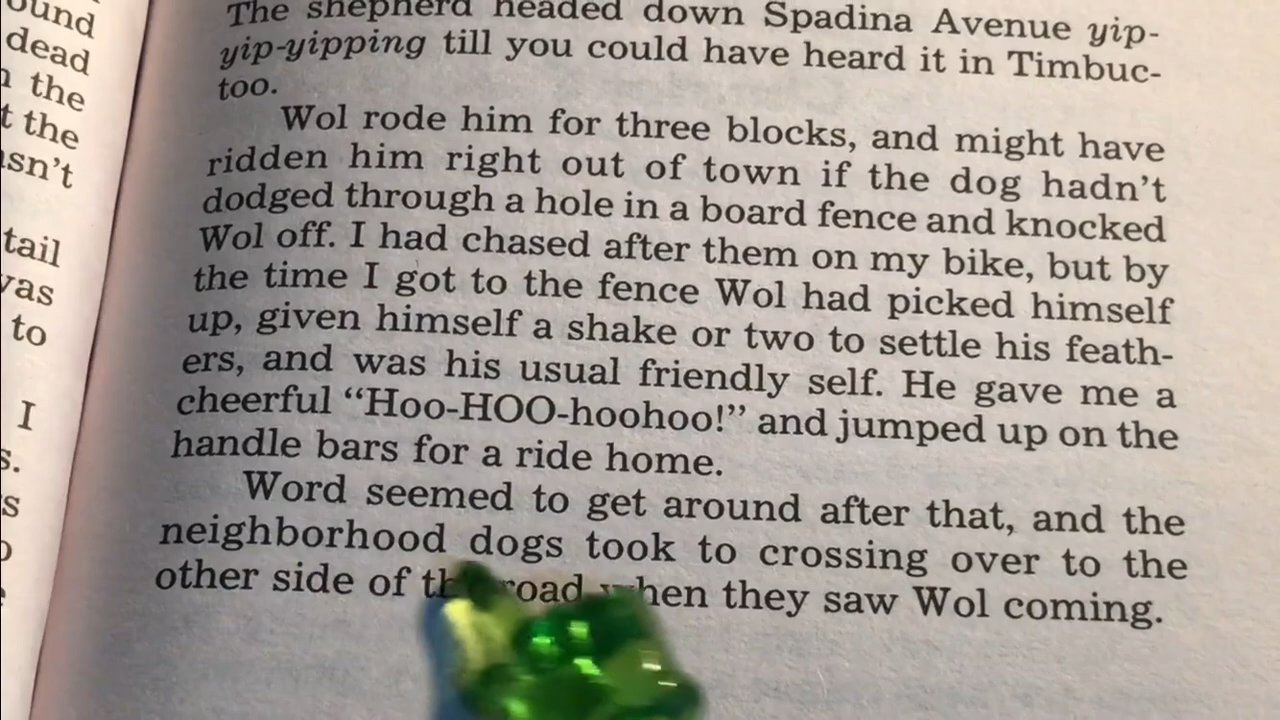 ound
dead
the
t the
asn't
tail
was
to
I
s.
s
The shepherd headed down Spadina Avenue yip-
yip-yipping till you could have heard it in Timbuc-
too.
Wol rode him for three blocks, and might have
ridden him right out of town if the dog hadn't
dodged through a hole in a board fence and knocked
Wol off. I had chased after them on my bike, but by
the time I got to the fence Wol had picked himself
up, given himself a shake or two to settle his feath-
ers, and was his usual friendly self. He gave me a
cheerful “Hoo-HOO-hoohoo!” and jumped up on the
handle bars for a ride home.
Word seemed to get around after that, and the
neighborhood dogs took to crossing over to the
other side of the road when they saw Wol coming.